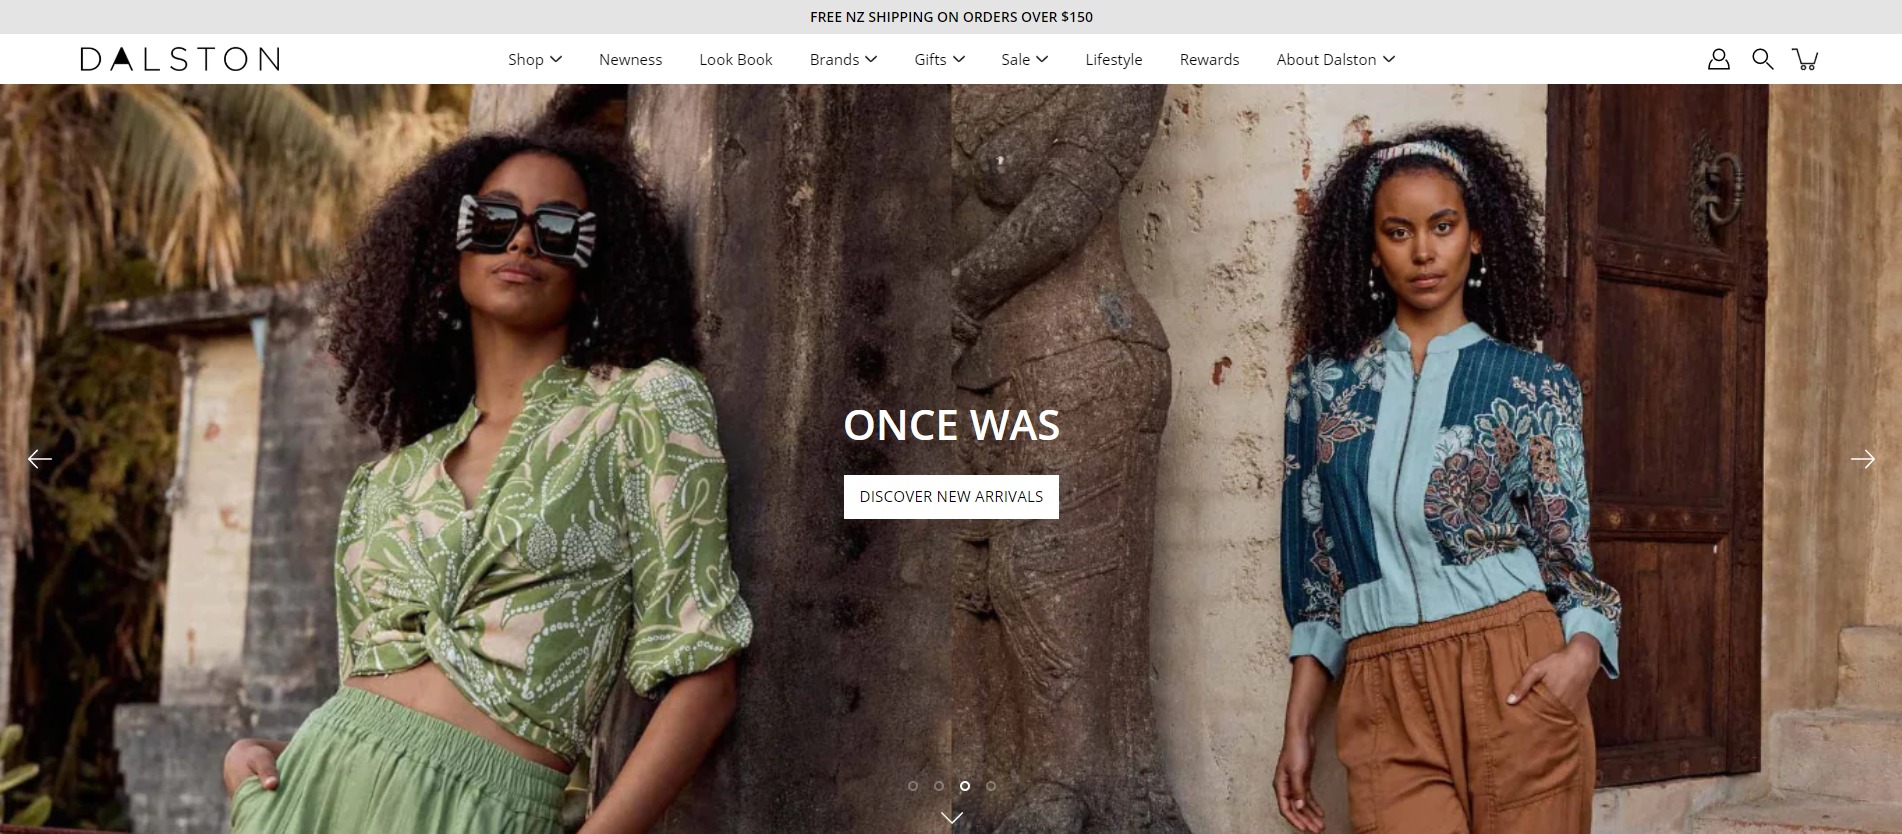 FREE NZ SHIPPING ON ORDERS OVER $150
DALSTON
Shop
Newness
Look Book
Brands
Gifts
Sale
Lifestyle
Rewards
About Dalston
ONCE WAS
DISCOVER NEW ARRIVALS